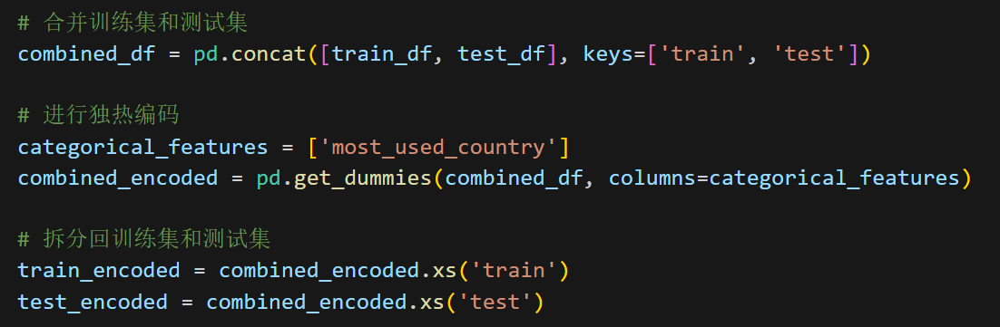 # 合并训练集和测试集
combined_df = pd.concat([train_df, test_df], keys=['train', 'test'])
# 进行独热编码
categorical_features = ['most_used_country']
combined_encoded = pd.get_dummies(combined_df, columns=categorical_features)
# 拆分回训练集和测试集
train_encoded = combined_encoded.xs('train')
test_encoded = combined_encoded.xs('test')